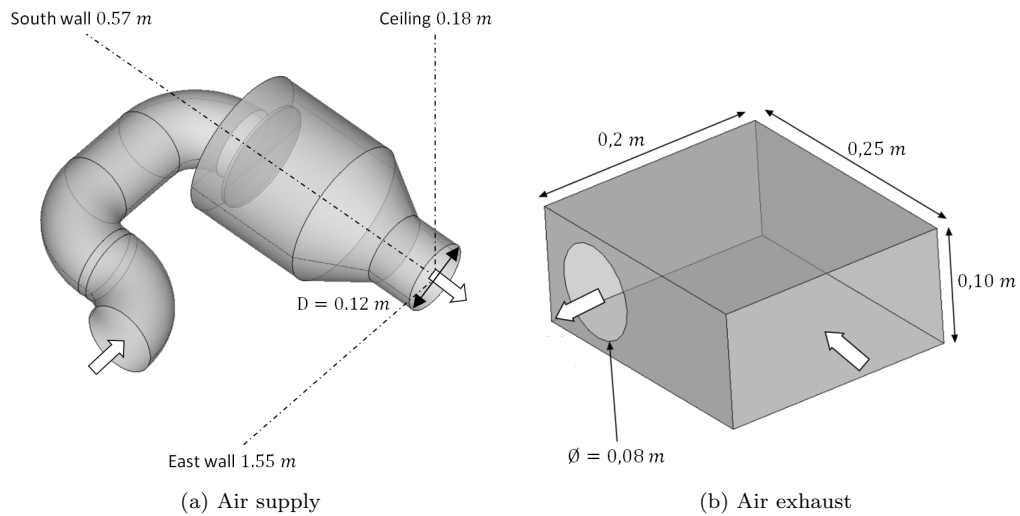 South wall 0.57 m
Ceiling 0.18 m
D = 0.12 m
East wall 1.55 m
(a) Air supply
0,2 m
0,25 m
0,10 m
Ø = 0,08 m
(b) Air exhaust